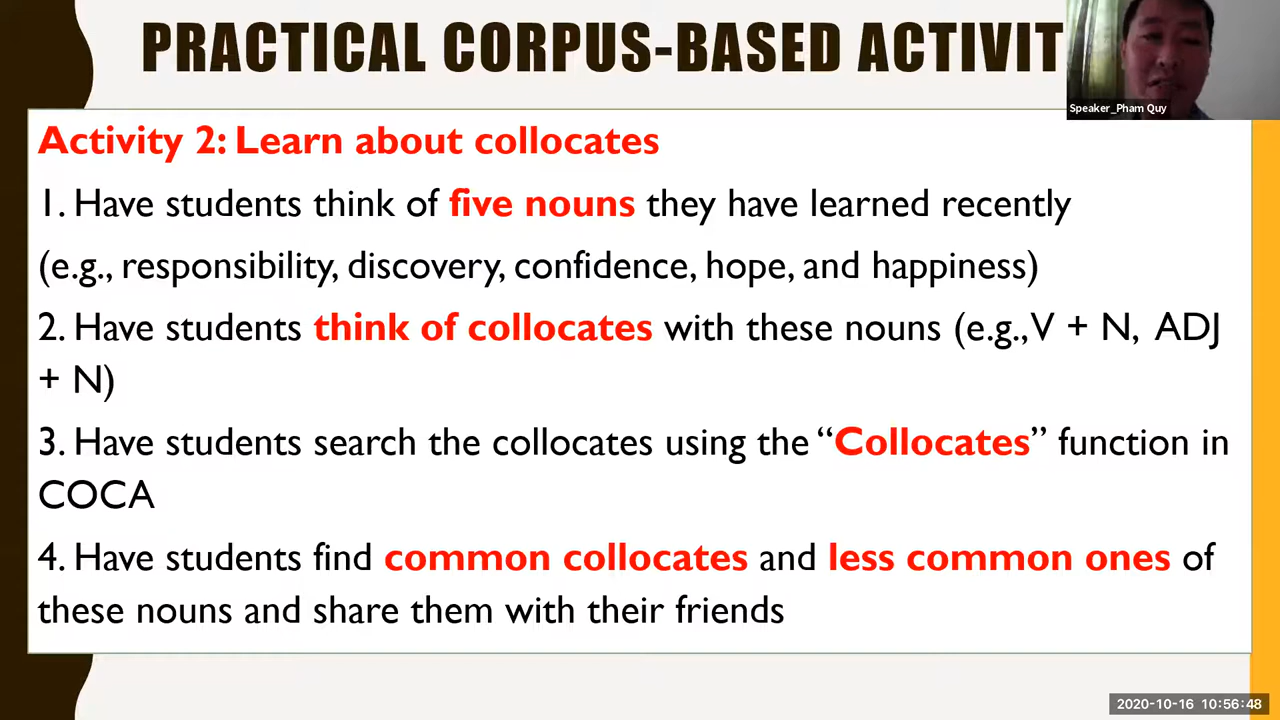 PRACTICAL CORPUS-BASED ACTIVIT
Speaker_Pham Quy
Activity 2: Learn about collocates
1. Have students think of five nouns they have learned recently
(e.g., responsibility, discovery, confidence, hope, and happiness)
2. Have students think of collocates with these nouns (e.g., V + N, ADJ
+ N)
3. Have students search the collocates using the “Collocates” function in
COCA
4. Have students find common collocates and less common ones of
these nouns and share them with their friends
2020-10-16 10:56:48